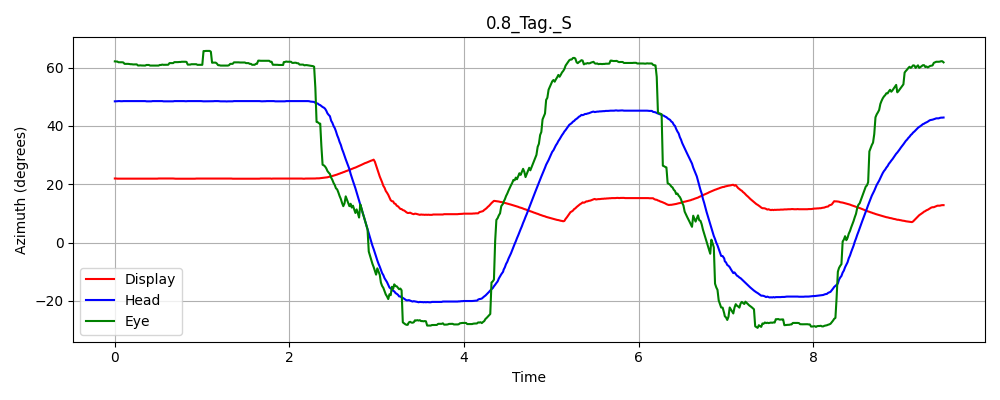 0.8_Tag._S
Azimuth (degrees)
60
40
20
0
−20
Display
Head
Eye
0 2 4 6 8
Time